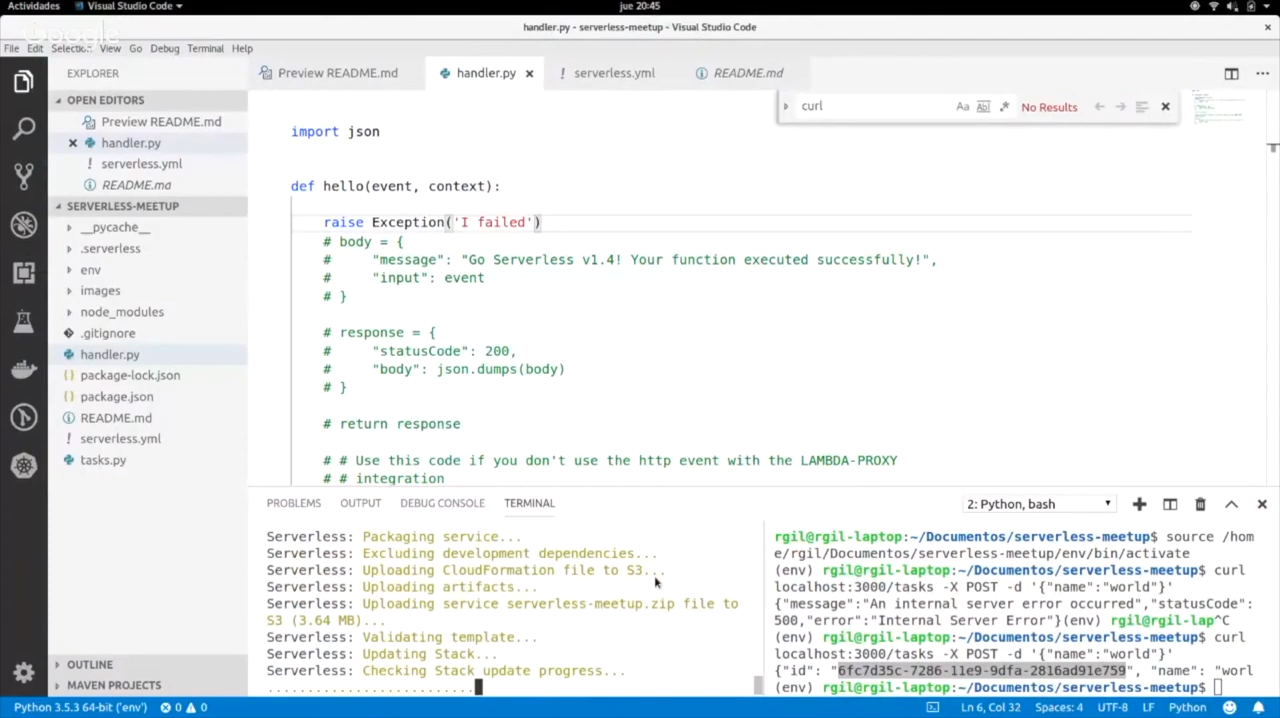 Actividades
Visual Studio Code
jue 20:45
handler.py - serverless-meetup - Visual Studio Code
Google
File Edit Selection View Go Debug Terminal Help
EXPLORER
OPEN EDITORS
Preview README.md
handler.py
serverless.yml
README.md
SERVERLESS-MEETUP
__pycache__
.serverless
env
images
node_modules
.gitignore
handler.py
package-lock.json
package.json
README.md
serverless.yml
tasks.py
OUTLINE
MAVEN PROJECTS
Preview README.md
handler.py
serverless.yml
README.md
curl
Aa Abl .* No Results
import json
def hello(event, context):
raise Exception('I failed')
# body = {
#     "message": "Go Serverless v1.4! Your function executed successfully!",
#     "input": event
# }
# response = {
#     "statusCode": 200,
#     "body": json.dumps(body)
# }
# return response
# # Use this code if you don't use the http event with the LAMBDA-PROXY
# # integration
PROBLEMS OUTPUT DEBUG CONSOLE TERMINAL
2: Python, bash
Serverless: Packaging service...
Serverless: Excluding development dependencies...
Serverless: Uploading CloudFormation file to S3...
Serverless: Uploading artifacts...
Serverless: Uploading service serverless-meetup.zip file to
S3 (3.64 MB)...
Serverless: Validating template...
Serverless: Updating Stack...
Serverless: Checking Stack update progress...
..........................
rgil@rgil-laptop:~/Documentos/serverless-meetup$ source /hom
e/rgil/Documentos/serverless-meetup/env/bin/activate
(env) rgil@rgil-laptop:~/Documentos/serverless-meetup$ curl
localhost:3000/tasks -X POST -d '{"name":"world"}'
{"message":"An internal server error occurred","statusCode":
500,"error":"Internal Server Error"}(env) rgil@rgil-lap^C
(env) rgil@rgil-laptop:~/Documentos/serverless-meetup$ curl
localhost:3000/tasks -X POST -d '{"name":"world"}'
{"id": "6fc7d35c-7286-11e9-9dfa-2816ad91e759", "name": "worl
(env) rgil@rgil-laptop:~/Documentos/serverless-meetup$
Python 3.5.3 64-bit ('env') 0 0
Ln 6, Col 32 Spaces: 4 UTF-8 LF Python